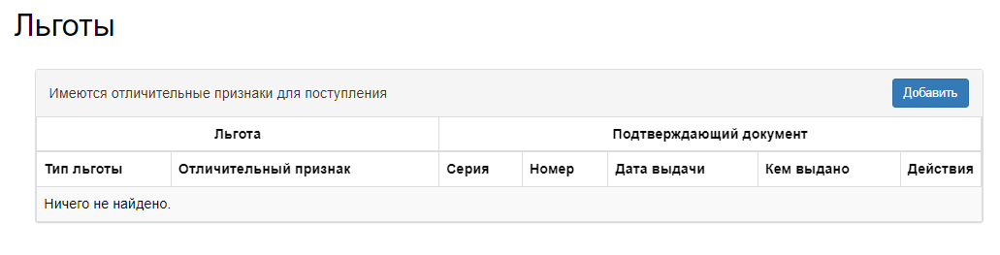 Льготы
Имеются отличительные признаки для поступления Добавить
Льгота Подтверждающий документ
Тип льготы Отличительный признак Серия Номер Дата выдачи Кем выдано Действия
Ничего не найдено.